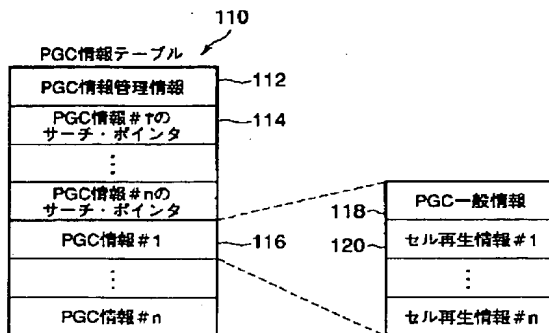 110
PGC情報テーブル
PGC情報管理情報
112
PGC情報#1の
サーチ・ポインタ
114
⋮
PGC情報#nの
サーチ・ポインタ
PGC情報#1
116
⋮
PGC情報#n
PGC一般情報
118
セル再生情報#1
120
⋮
セル再生情報#n